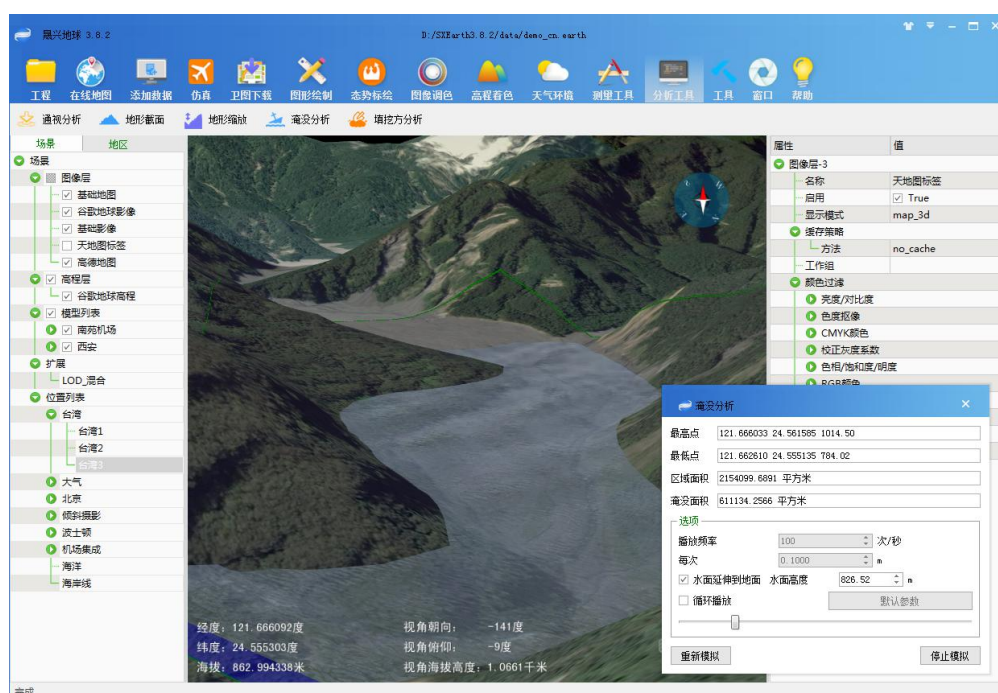 晟兴地球 3.8.2
D:/SXEarth3.8.2/data/demo_cn.earth
工程 在线地图 添加数据 仿真 卫图下载 图形绘制 态势标绘 图像调色 高程着色 天气环境 测量工具 分析工具 工具 窗口 帮助
通视分析 地形截面 地形缩放 淹没分析 填挖方分析
场景 地区
场景
图像层
基础地图
谷歌地球影像
基础影像
天地图标签
高德地图
高程层
谷歌地球高程
模型列表
南苑机场
西安
扩展
LOD_混合
位置列表
台湾
台湾1
台湾2
台湾3
大气
北京
倾斜摄影
波士顿
机场集成
海洋
海岸线
N
经度: 121.666092度 视角朝向: -141度
纬度: 24.555303度 视角俯仰: -9度
海拔: 862.994338米 视角海拔高度: 1.0661千米
属性 值
图像层-3
名称 天地图标签
启用 True
显示模式 map_3d
缓存策略
方法 no_cache
工作组
颜色过滤
亮度/对比度
色度抠像
CMYK颜色
校正灰度系数
色相/饱和度/明度
RGB颜色
淹没分析
最高点 121.666033 24.561585 1014.50
最低点 121.662610 24.555135 784.02
区域面积 2154099.6891 平方米
淹没面积 611134.2566 平方米
选项
播放频率 100 次/秒
每次 0.1000 m
水面延伸到地面 水面高度 826.52 m
循环播放 默认参数
重新模拟 停止模拟
完成